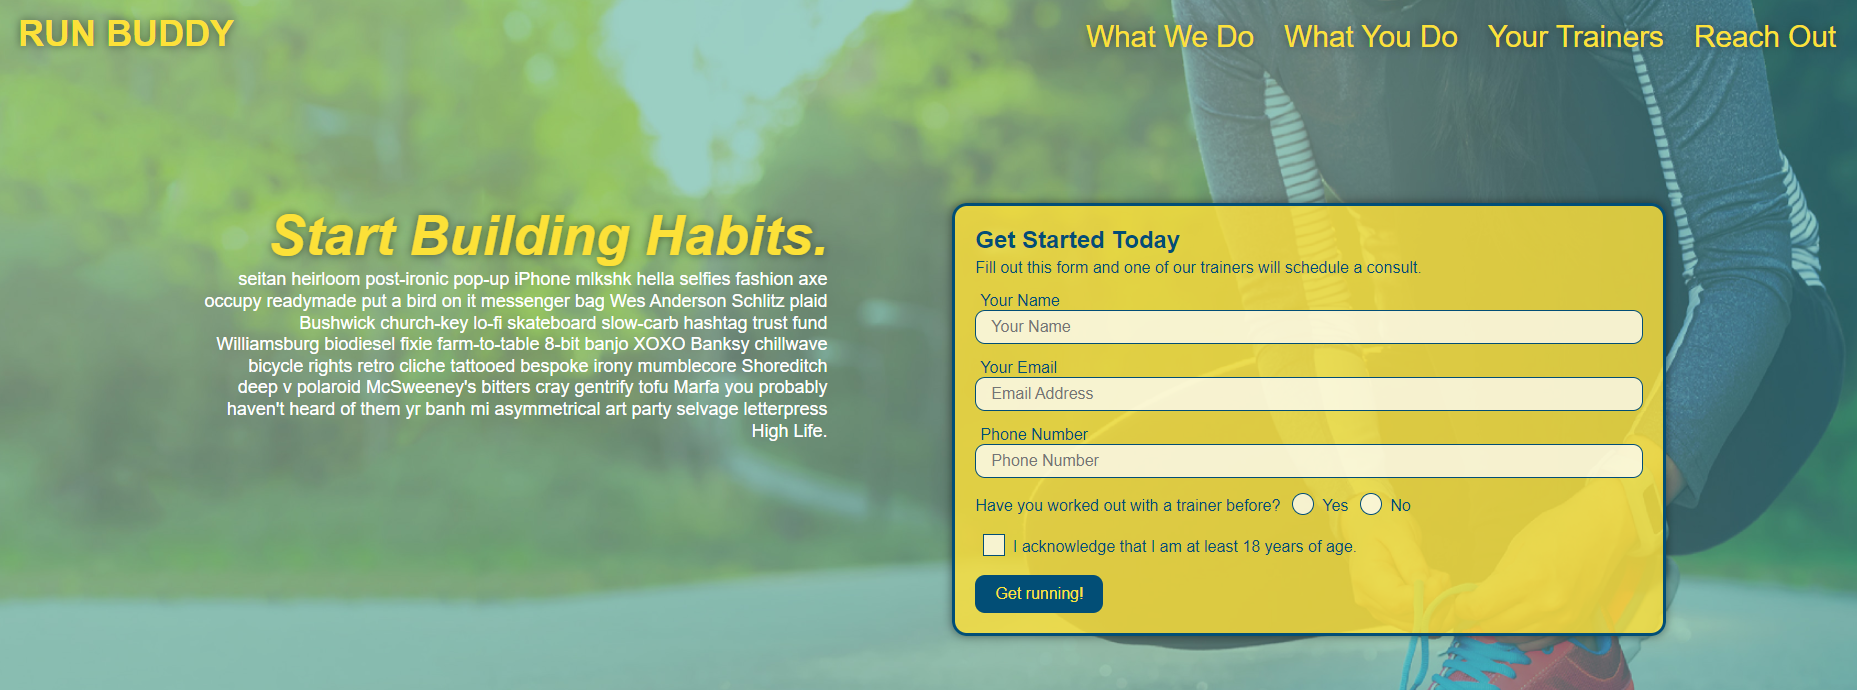 RUN BUDDY
What We Do What You Do Your Trainers Reach Out
Start Building Habits.
seitan heirloom post-ironic pop-up iPhone mlkshk hella selfies fashion axe
occupy readymade put a bird on it messenger bag Wes Anderson Schlitz plaid
Bushwick church-key lo-fi skateboard slow-carb hashtag trust fund
Williamsburg biodiesel fixie farm-to-table 8-bit banjo XOXO Banksy chillwave
bicycle rights retro cliche tattooed bespoke irony mumblecore Shoreditch
deep v polaroid McSweeney's bitters cray gentrify tofu Marfa you probably
haven't heard of them yr banh mi asymmetrical art party selvage letterpress
High Life.
Get Started Today
Fill out this form and one of our trainers will schedule a consult.
Your Name
Your Name
Your Email
Email Address
Phone Number
Phone Number
Have you worked out with a trainer before? Yes No
I acknowledge that I am at least 18 years of age.
Get running!